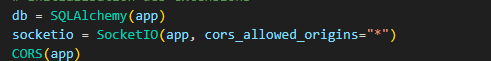 db = SQLAlchemy(app)
socketio = SocketIO(app, cors_allowed_origins="*")
CORS(app)